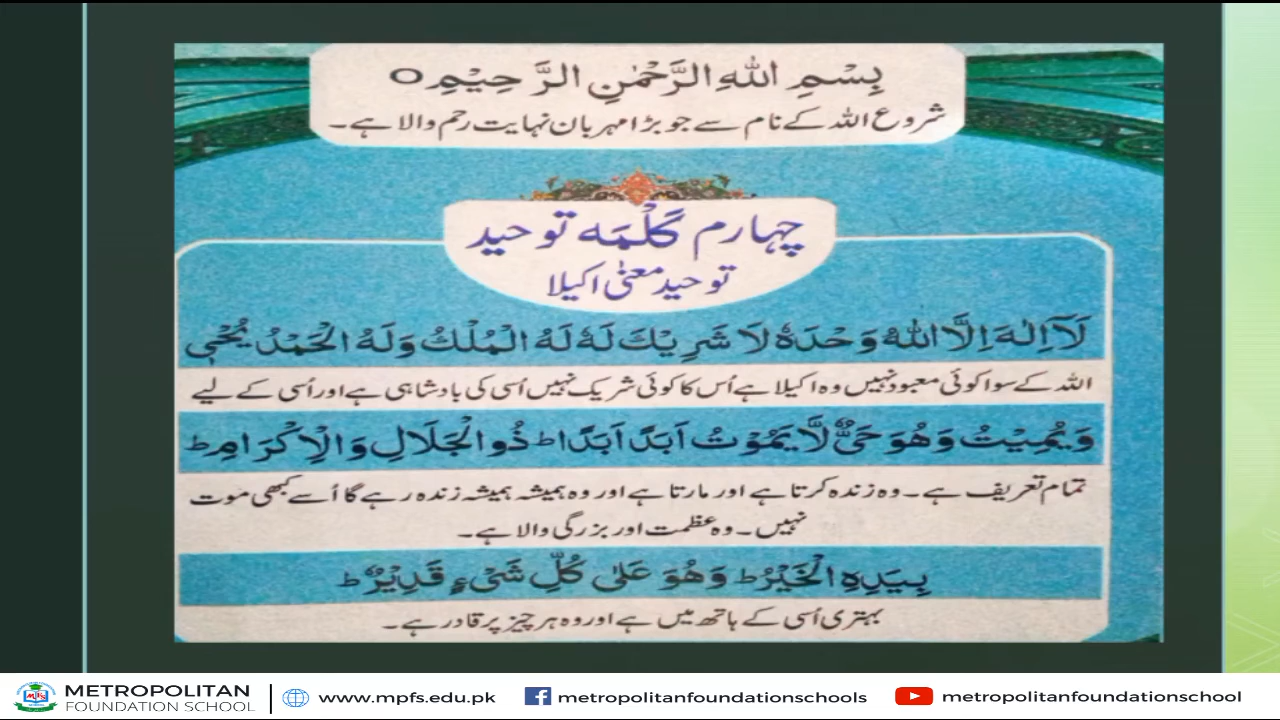 بِسْمِ اللهِ الرَّحْمٰنِ الرَّحِيْمِ O
شروع اللہ کے نام سے جو بڑا مہربان نہایت رحم والا ہے۔
چہارم کَلْمَہ توحید
توحید معنیٰ اکیلا
لَآ اِلٰهَ اِلَّا اللهُ وَحْدَهٗ لَا شَرِيْكَ لَهٗ لَهُ الْمُلْكُ وَلَهُ الْحَمْدُ يُحْيٖ
اللہ کے سوا کوئی معبود نہیں وہ اکیلا ہے اُس کا کوئی شریک نہیں اُسی کی بادشاہی ہے اور اُسی کے لیے
وَيُمِيْتُ وَهُوَ حَيٌّ لَّا يَمُوْتُ اَبَدًا اَبَدًا ط ذُو الْجَلَالِ وَالْاِكْرَامِ ط
تمام تعریف ہے۔ وہ زندہ کرتا ہے اور مارتا ہے اور وہ ہمیشہ ہمیشہ زندہ رہے گا اُسے کبھی موت
نہیں۔ وہ عظمت اور بزرگی والا ہے۔
بِيَدِهِ الْخَيْرُ ط وَهُوَ عَلٰى كُلِّ شَيْءٍ قَدِيْرٌ ط
بہتری اُسی کے ہاتھ میں ہے اور وہ ہر چیز پر قادر ہے۔
METROPOLITAN
FOUNDATION SCHOOL
www.mpfs.edu.pk
metropolitanfoundationschools
metropolitanfoundationschool